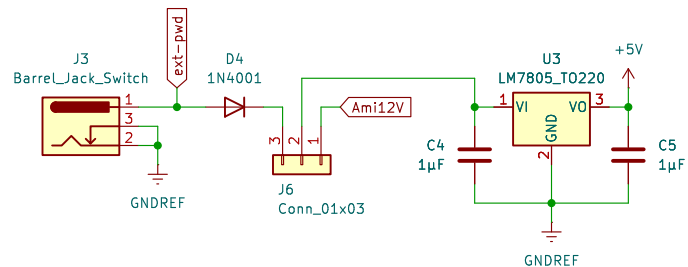 ext-pwd
J3
Barrel_Jack_Switch
1
3
2
GNDREF
D4
1N4001
Ami12V
3
2
1
J6
Conn_01x03
U3
LM7805_TO220
1
VI
VO
3
GND
2
+5V
C4
1µF
C5
1µF
GNDREF